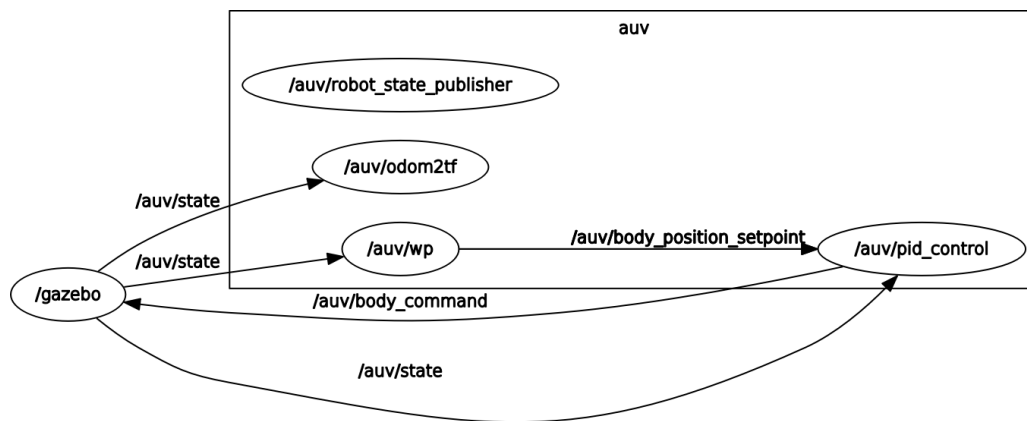 auv
/auv/robot_state_publisher
/auv/odom2tf
/auv/state
/auv/body_position_setpoint
/auv/wp
/auv/pid_control
/auv/state
/gazebo
/auv/body_command
/auv/state